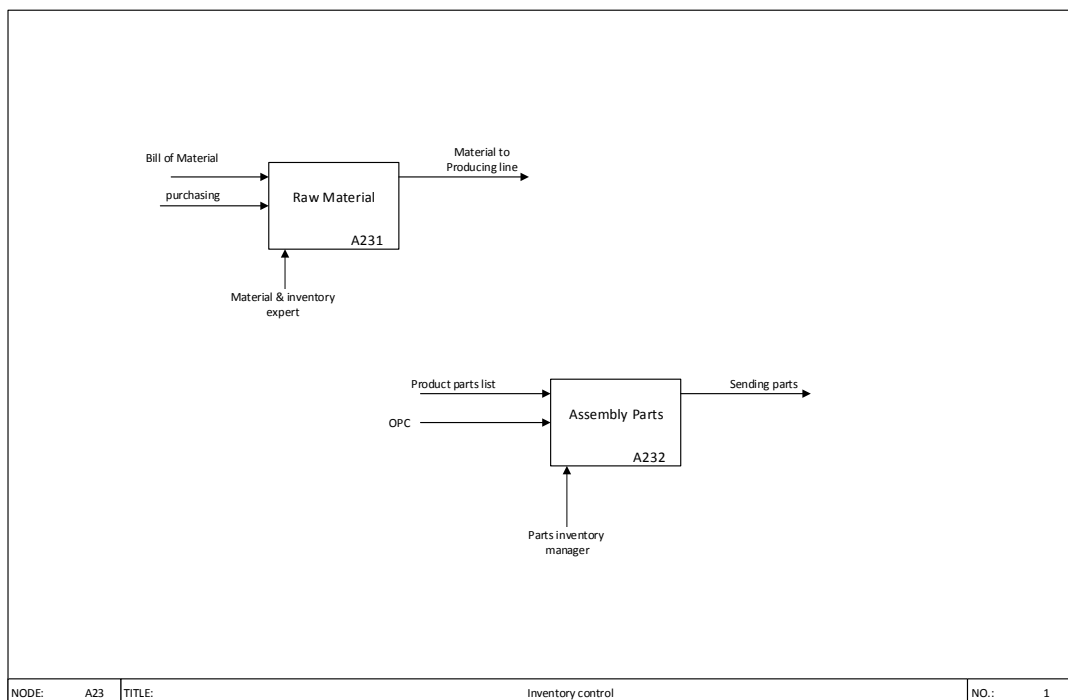 Bill of Material
purchasing
Raw Material
A231
Material to
Producing line
Material & inventory
expert
Product parts list
OPC
Assembly Parts
A232
Sending parts
Parts inventory
manager
NODE: A23 TITLE: Inventory control NO.: 1